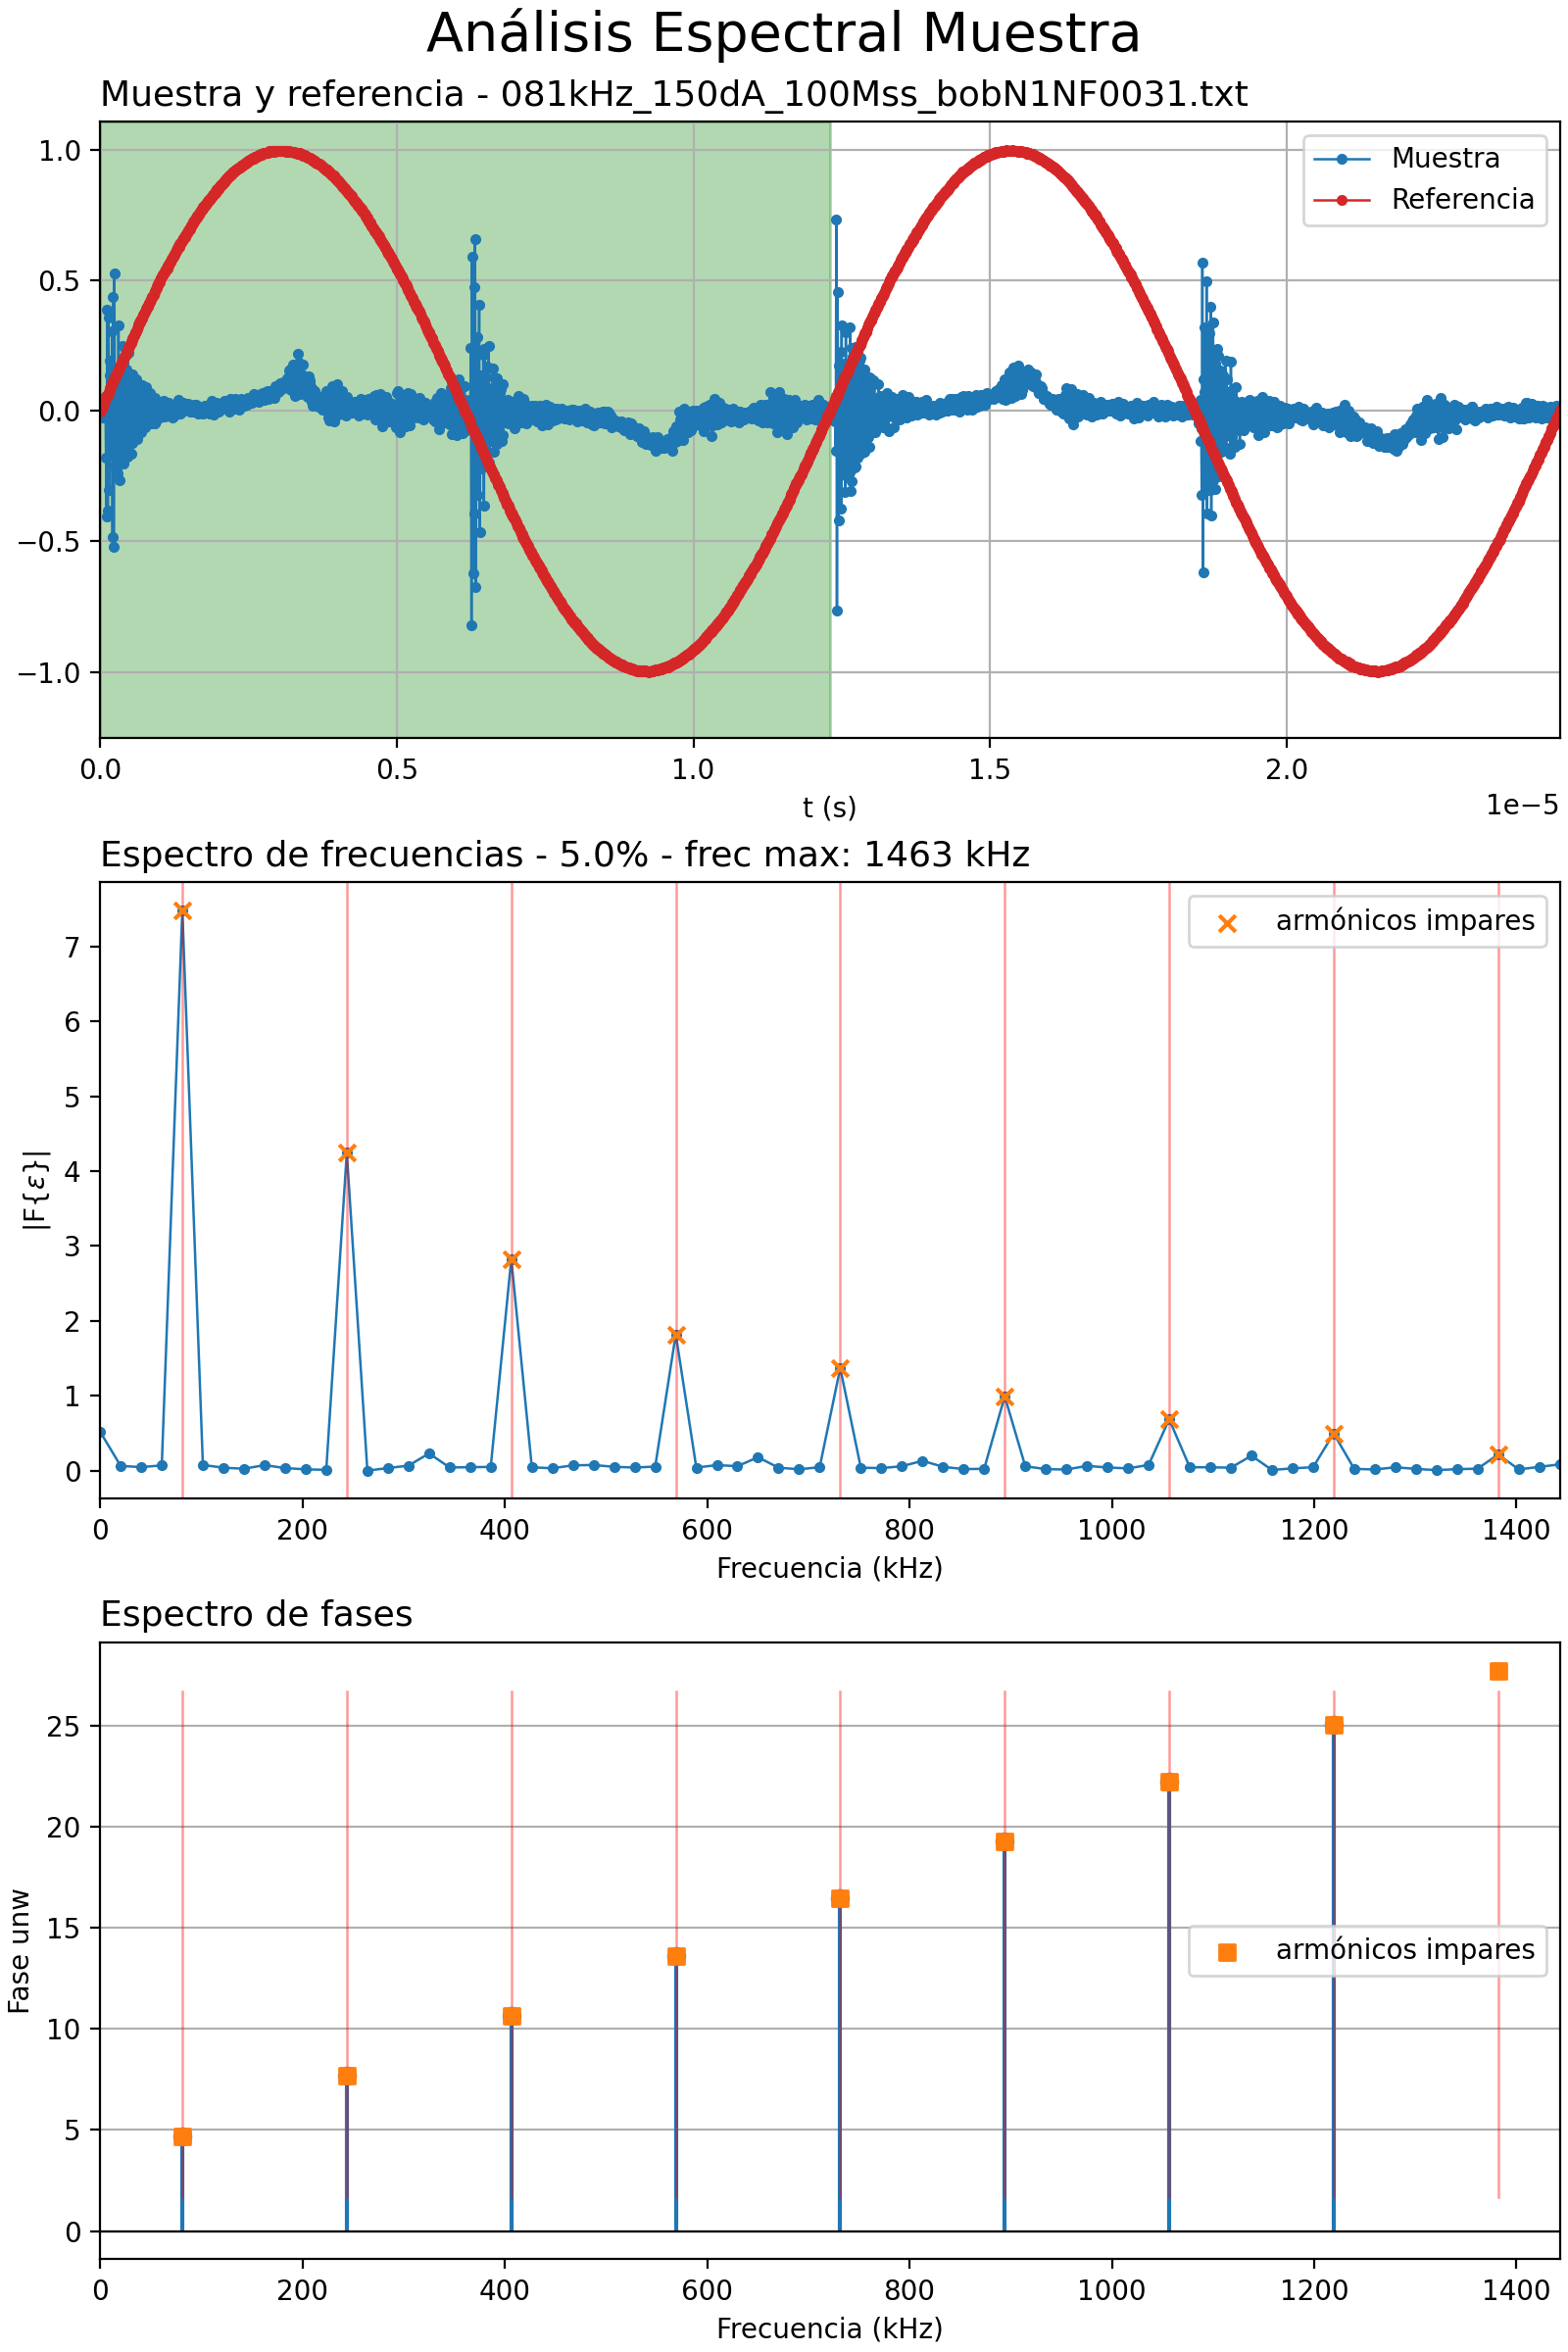 Análisis Espectral Muestra
Muestra y referencia - 081kHz_150dA_100Mss_bobN1NF0031.txt
1.0
0.5
0.0
−0.5
−1.0
Muestra
Referencia
0.0 0.5 1.0 1.5 2.0
t (s)
1e−5
Espectro de frecuencias - 5.0% - frec max: 1463 kHz
|F{ε}|
7
6
5
4
3
2
1
0
armónicos impares
0 200 400 600 800 1000 1200 1400
Frecuencia (kHz)
Espectro de fases
Fase unw
25
20
15
10
5
0
armónicos impares
0 200 400 600 800 1000 1200 1400
Frecuencia (kHz)